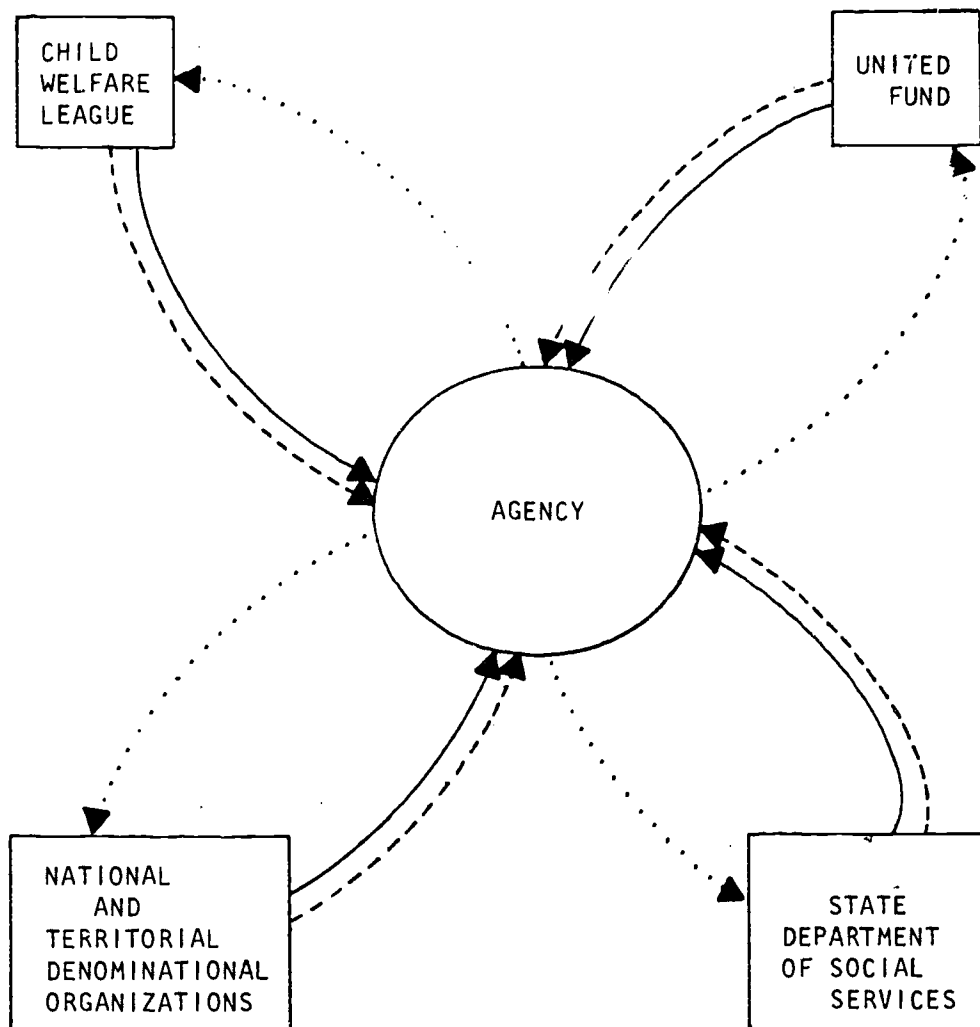 CHILD
WELFARE
LEAGUE
UNITED
FUND
AGENCY
NATIONAL
AND
TERRITORIAL
DENOMINATIONAL
ORGANIZATIONS
STATE
DEPARTMENT
OF SOCIAL
SERVICES